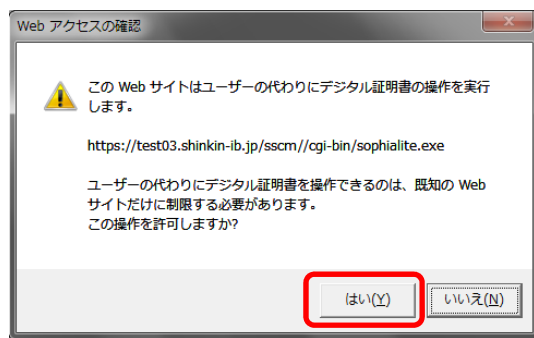 Web アクセスの確認
この Web サイトはユーザーの代わりにデジタル証明書の操作を実行
します。
https://test03.shinkin-ib.jp/sscm//cgi-bin/sophialite.exe
ユーザーの代わりにデジタル証明書を操作できるのは、既知の Web
サイトだけに制限する必要があります。
この操作を許可しますか?
はい(Y) いいえ(N)